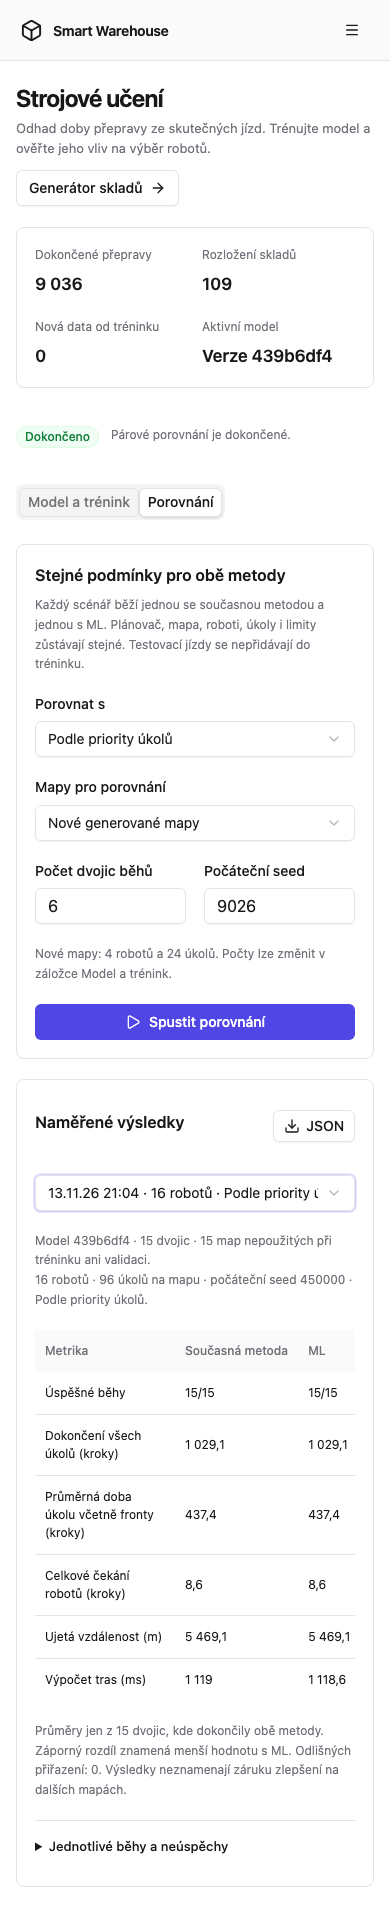 Smart Warehouse
Strojové učení
Odhad doby přepravy ze skutečných jízd. Trénujte model a
ověřte jeho vliv na výběr robotů.
Generátor skladů
Dokončené přepravy
Rozložení skladů
9 036
109
Nová data od tréninku
Aktivní model
0
Verze 439b6df4
Dokončeno
Párové porovnání je dokončené.
Model a trénink
Porovnání
Stejné podmínky pro obě metody
Každý scénář běží jednou se současnou metodou a
jednou s ML. Plánovač, mapa, roboti, úkoly i limity
zůstávají stejné. Testovací jízdy se nepřidávají do
tréninku.
Porovnat s
Podle priority úkolů
Mapy pro porovnání
Nové generované mapy
Počet dvojic běhů
Počáteční seed
6
9026
Nové mapy: 4 robotů a 24 úkolů. Počty lze změnit v
záložce Model a trénink.
Spustit porovnání
Naměřené výsledky
JSON
13.11.26 21:04 · 16 robotů · Podle priority
Model 439b6df4 · 15 dvojic · 15 map nepoužitých při
tréninku ani validaci.
16 robotů · 96 úkolů na mapu · počáteční seed 450000 ·
Podle priority úkolů.
Metrika Současná metoda ML
Úspěšné běhy 15/15 15/15
Dokončení všech
úkolů (kroky) 1 029,1 1 029,1
Průměrná doba
úkolu včetně fronty 437,4 437,4
(kroky)
Celkové čekání
robotů (kroky) 8,6 8,6
Ujetá vzdálenost (m) 5 469,1 5 469,1
Výpočet tras (ms) 1 119 1 118,6
Průměry jen z 15 dvojic, kde dokončily obě metody.
Záporný rozdíl znamená menší hodnotu s ML. Odlišných
přiřazení: 0. Výsledky neznamenají záruku zlepšení na
dalších mapách.
Jednotlivé běhy a neúspěchy